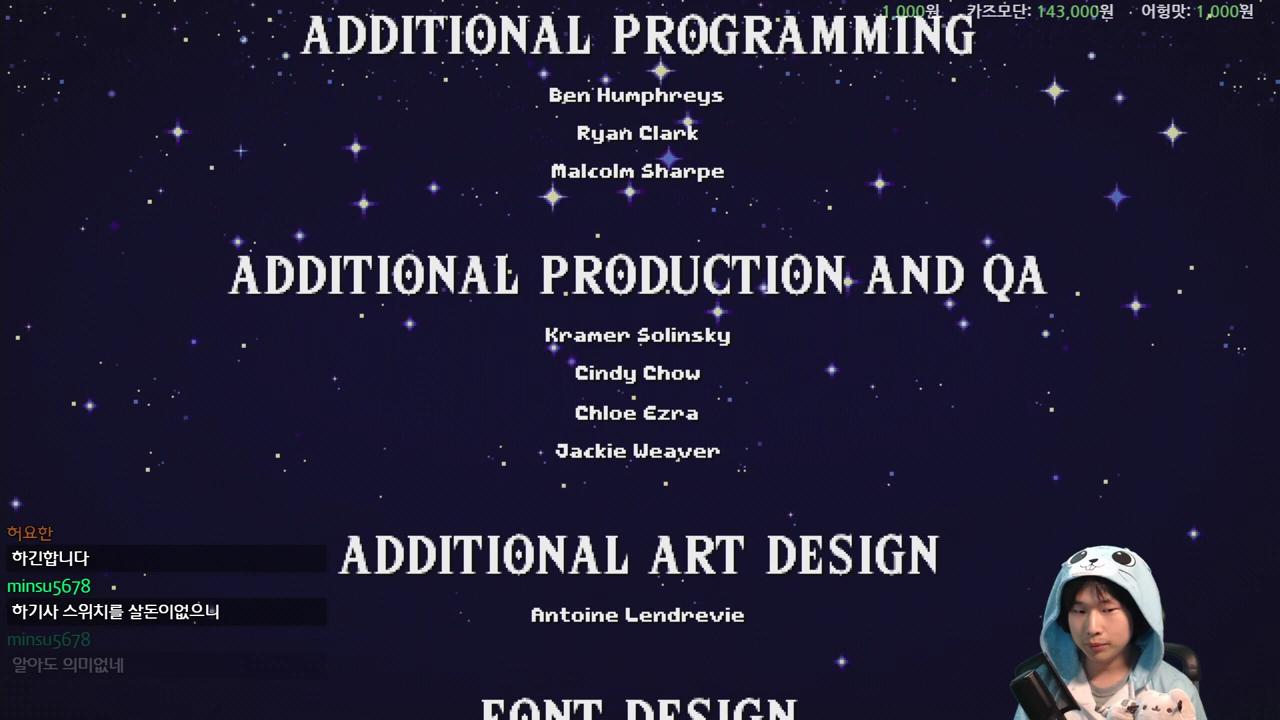 1,000원 카즈모단: 143,000원 · 어헝맛: 1,000원
ADDITIONAL PROGRAMMING
Ben Humphreys
Ryan Clark
Malcolm Sharpe
ADDITIONAL PRODUCTION AND QA
Kramer Solinsky
Cindy Chow
Chloe Ezra
Jackie Weaver
ADDITIONAL ART DESIGN
Antoine Lendrevie
FONT DESIGN
허요한
하긴합니다
minsu5678
하기사 스위치를 살돈이없으니
minsu5678
알아도 의미없네